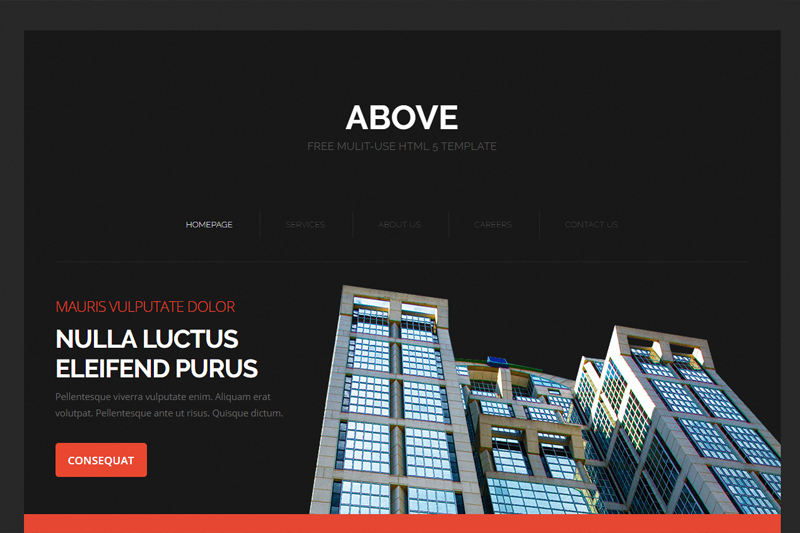 ABOVE
FREE MULIT-USE HTML 5 TEMPLATE
HOMEPAGE SERVICES ABOUT US CAREERS CONTACT US
MAURIS VULPUTATE DOLOR
NULLA LUCTUS
ELEIFEND PURUS
Pellentesque viverra vulputate enim. Aliquam erat
volutpat. Pellentesque ante ut risus. Quisque dictum.
CONSEQUAT